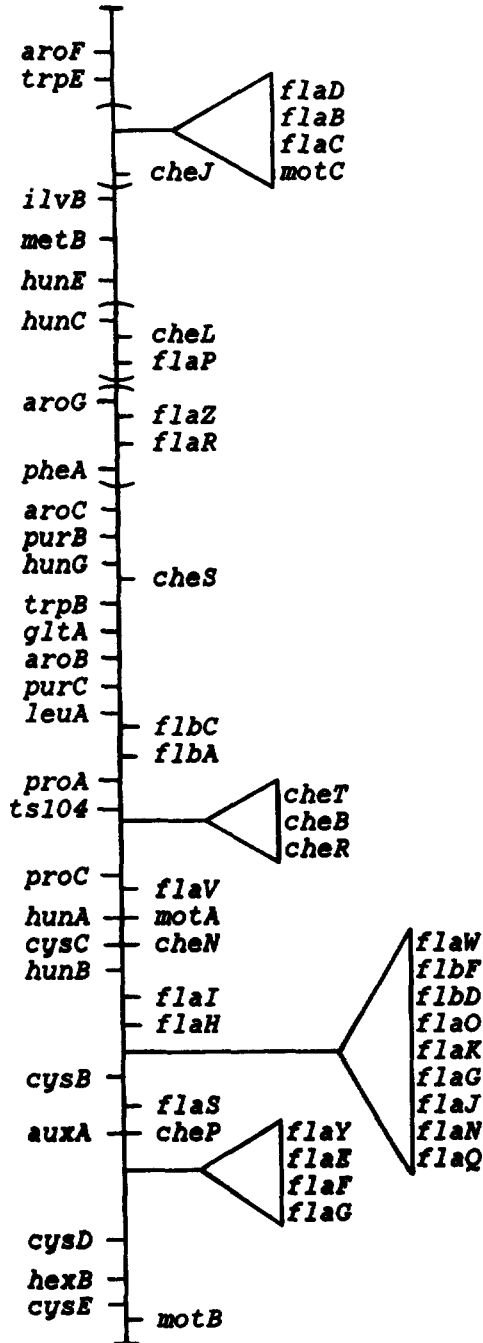 aroF
trpE
flaD
flaB
flaC
cheJ motC
ilvB
metB
hunE
hunC
cheL
flaP
aroG
flaZ
flaR
pheA
aroC
purB
hunG
cheS
trpB
gltA
aroB
purC
leuA
flbC
flbA
proA
cheT
ts104
cheB
cheR
proC
flaV
hunA motA
cysC cheN
flaW
hunB
flbF
flaI
flbD
flaH
flaO
flaK
cysB
flaG
flaS
flaJ
auxA cheP flaY
flaN
flaE
flaQ
flaF
flaG
cysD
hexB
cysE
motB